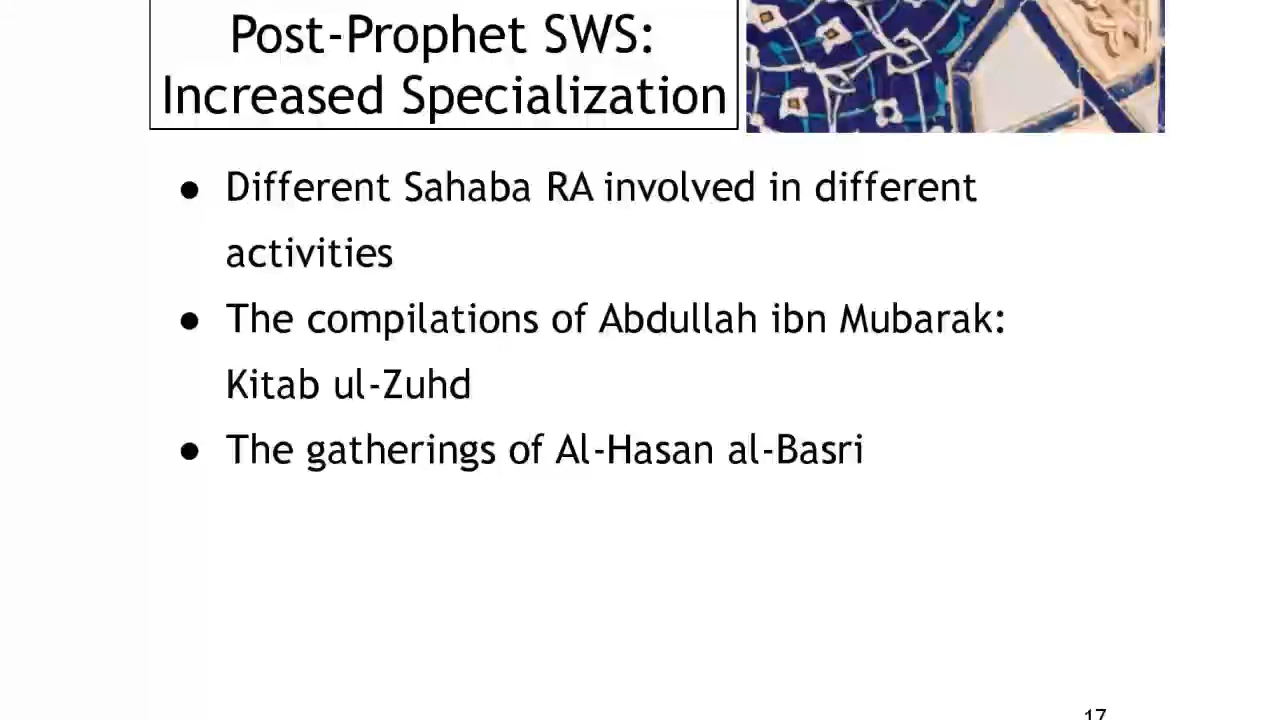 Post-Prophet SWS:
Increased Specialization
● Different Sahaba RA involved in different
activities
● The compilations of Abdullah ibn Mubarak:
Kitab ul-Zuhd
● The gatherings of Al-Hasan al-Basri
17